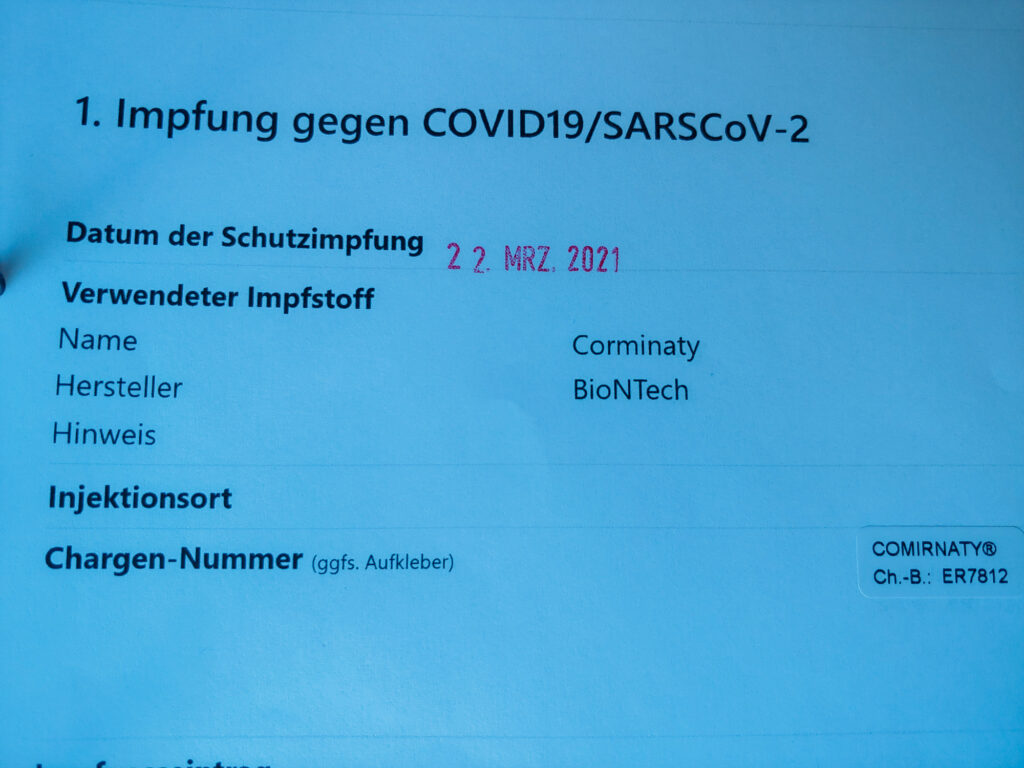 1. Impfung gegen COVID19/SARSCoV-2
Datum der Schutzimpfung 22. MRZ. 2021
Verwendeter Impfstoff
Name Corminaty
Hersteller BioNTech
Hinweis
Injektionsort
Chargen-Nummer (ggfs. Aufkleber)
COMIRNATY®
Ch.-B.: ER7812